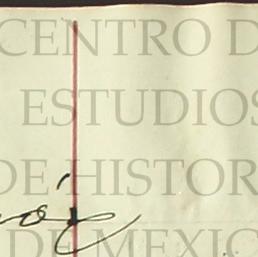 CENTRO D
ESTUDIOS
DE HISTOR
DE MEXIC